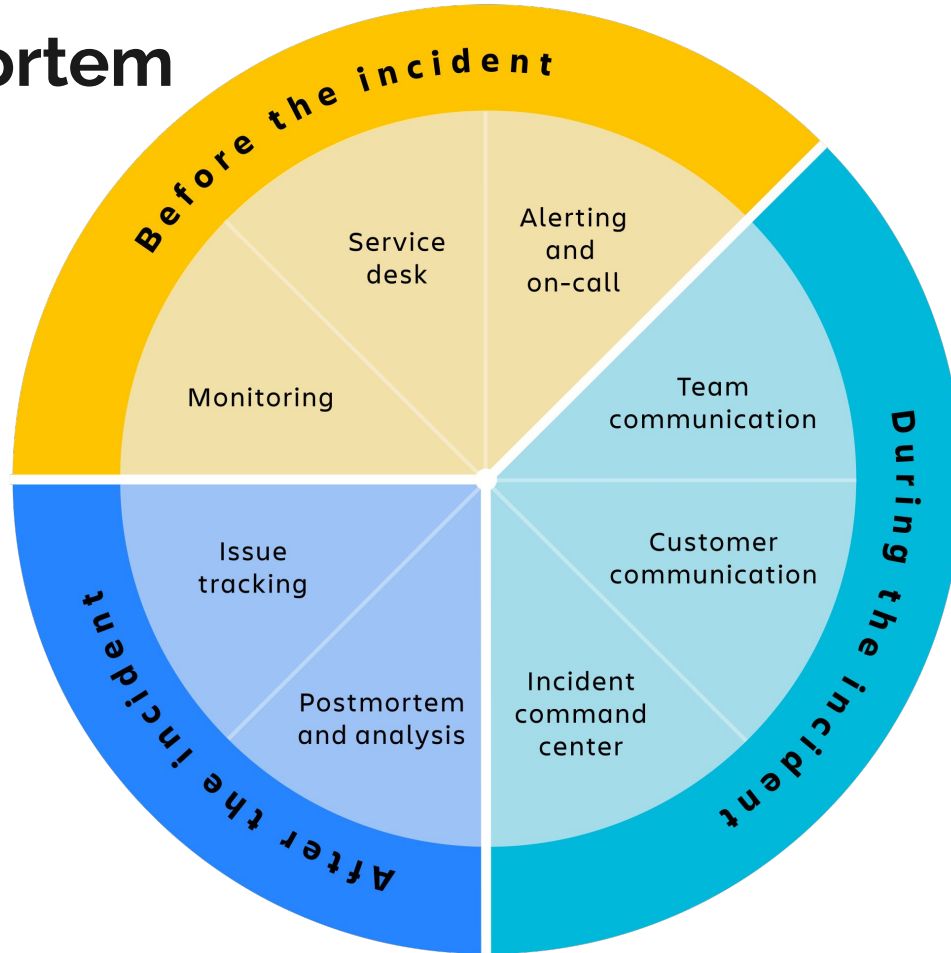 ortem
Before the incident
Monitoring
Service
desk
Alerting
and
on-call
During the incident
Team
communication
Customer
communication
Incident
command
center
After the incident
Postmortem
and analysis
Issue
tracking